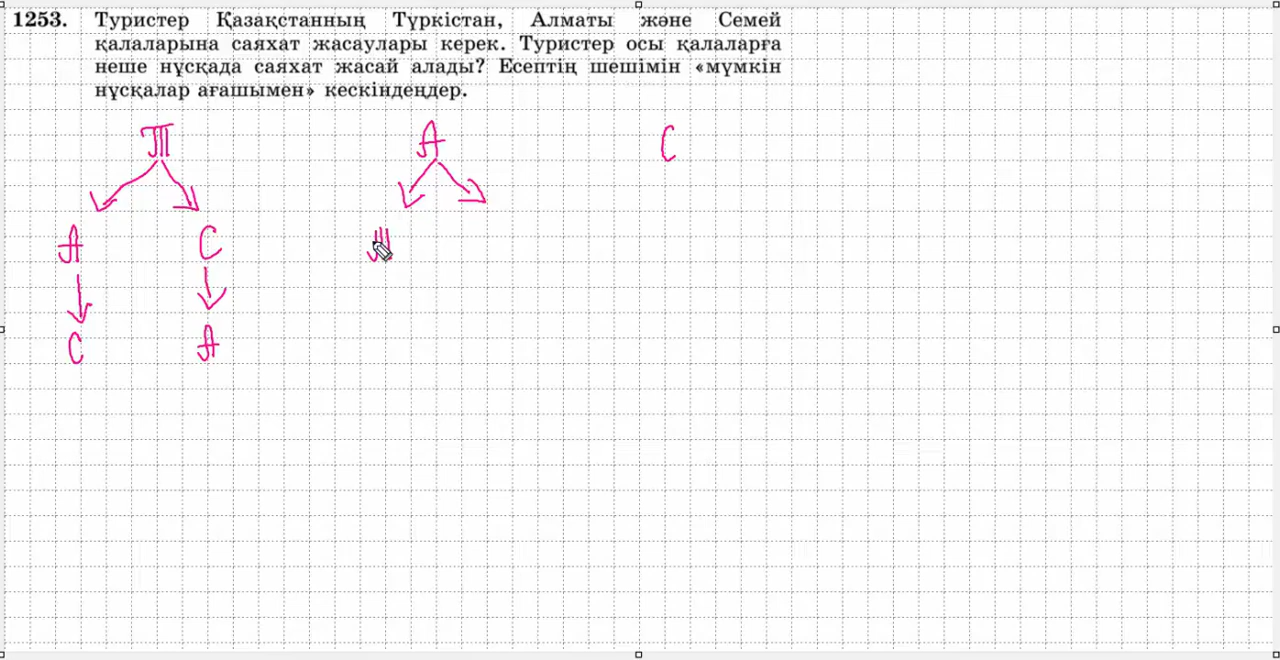 1253. Туристер Қазақстанның Түркістан, Алматы және Семей
қалаларына саяхат жасаулары керек. Туристер осы қалаларға
неше нұсқада саяхат жасай алады? Есептің шешімін «мүмкін
нұсқалар ағашымен» кескіндеңдер.
Т А С
А С Т
С А